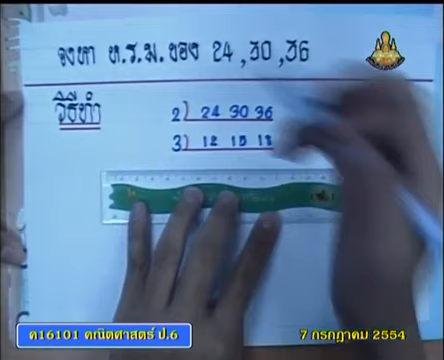 จงหา ห.ร.ม. ของ 24 , 30 , 36
วิธีทำ
2) 24 30 36
3) 12 15 18
ค16101 คณิตศาสตร์ ป.6
7 กรกฎาคม 2554